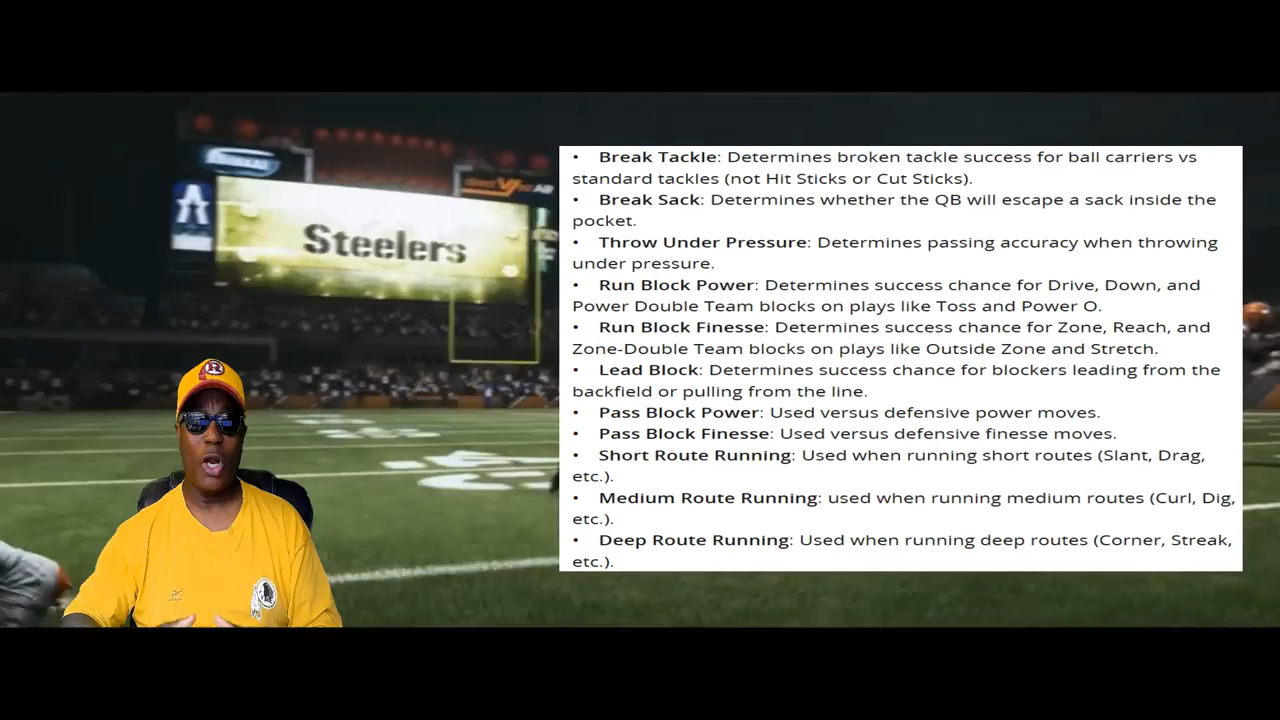 Steelers
• Break Tackle: Determines broken tackle success for ball carriers vs
standard tackles (not Hit Sticks or Cut Sticks).
• Break Sack: Determines whether the QB will escape a sack inside the
pocket.
• Throw Under Pressure: Determines passing accuracy when throwing
under pressure.
• Run Block Power: Determines success chance for Drive, Down, and
Power Double Team blocks on plays like Toss and Power O.
• Run Block Finesse: Determines success chance for Zone, Reach, and
Zone-Double Team blocks on plays like Outside Zone and Stretch.
• Lead Block: Determines success chance for blockers leading from the
backfield or pulling from the line.
• Pass Block Power: Used versus defensive power moves.
• Pass Block Finesse: Used versus defensive finesse moves.
• Short Route Running: Used when running short routes (Slant, Drag,
etc.).
• Medium Route Running: used when running medium routes (Curl, Dig,
etc.).
• Deep Route Running: Used when running deep routes (Corner, Streak,
etc.).
R